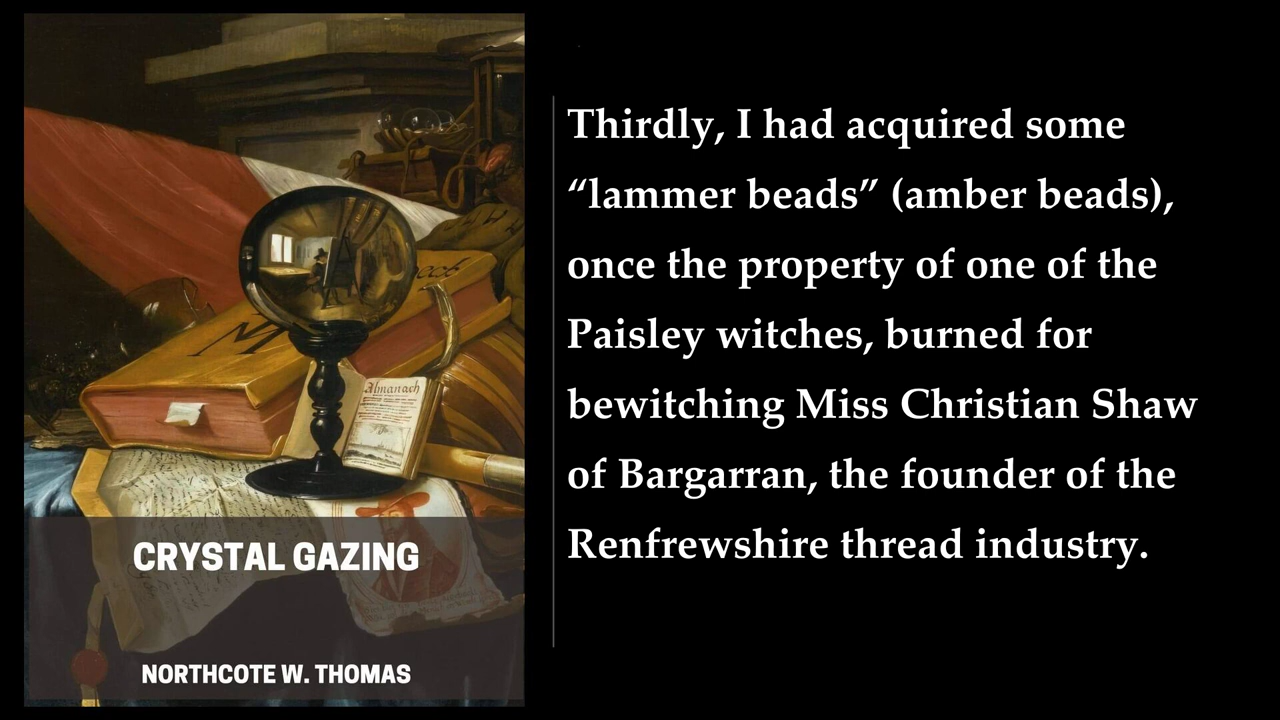 M
Almanach
CRYSTAL GAZING
NORTHCOTE W. THOMAS
Thirdly, I had acquired some
“lammer beads” (amber beads),
once the property of one of the
Paisley witches, burned for
bewitching Miss Christian Shaw
of Bargarran, the founder of the
Renfrewshire thread industry.